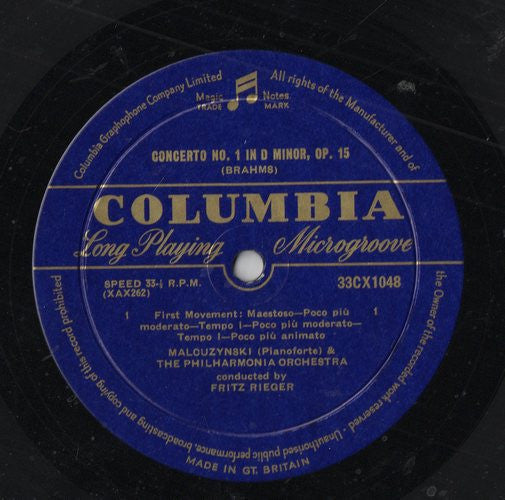 Columbia Graphophone Company Limited
All rights of the Manufacturer and of
the Owner of the recorded work reserved - Unauthorised public performance, broadcasting and copying of this record prohibited
Magic Notes
TRADE MARK
CONCERTO NO. 1 IN D MINOR, OP. 15
(BRAHMS)
COLUMBIA
Long Playing Microgroove
SPEED 33-⅓ R.P.M. 33CX1048
(XAX262)
1 First Movement: Maestoso—Poco più 1
moderato—Tempo I—Poco più moderato—
Tempo I—Poco più animato
MALCUZYNSKI (Pianoforte) &
THE PHILHARMONIA ORCHESTRA
conducted by
FRITZ RIEGER
MADE IN GT. BRITAIN